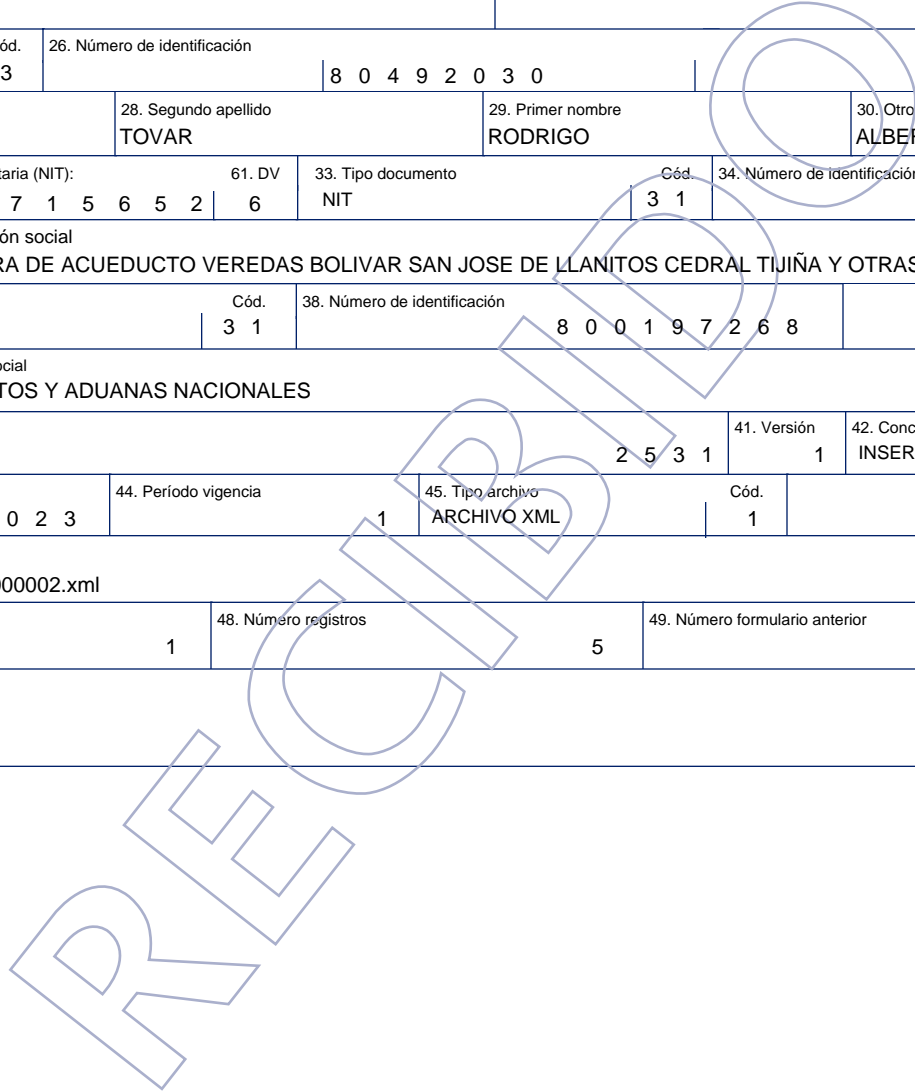 ód. 26. Número de identificación
3 8 0 4 9 2 0 3 0
28. Segundo apellido 29. Primer nombre 30. Otro
TOVAR RODRIGO ALBER
taria (NIT): 61. DV 33. Tipo documento Cód. 34. Número de identificación
7 1 5 6 5 2 6 NIT 3 1
ón social
RA DE ACUEDUCTO VEREDAS BOLIVAR SAN JOSE DE LLANITOS CEDRAL TIJIÑA Y OTRAS
Cód. 38. Número de identificación
3 1 8 0 0 1 9 7 2 6 8
ocial
TOS Y ADUANAS NACIONALES
41. Versión 42. Conc
2 5 3 1 1 INSER
44. Período vigencia 45. Tipo archivo Cód.
0 2 3 1 ARCHIVO XML 1
000002.xml
48. Número registros 49. Número formulario anterior
1 5
RECIBIDO